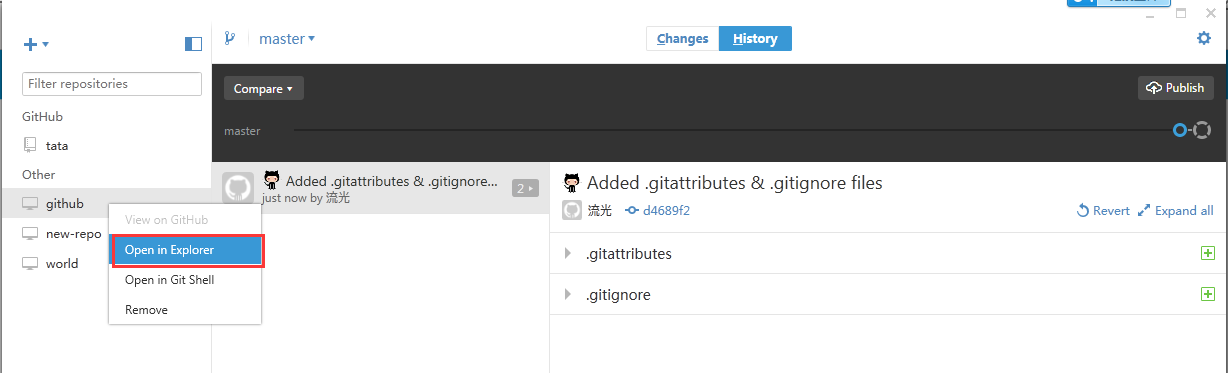 master
Changes
History
Filter repositories
GitHub
tata
Other
github
new-repo
world
View on GitHub
Open in Explorer
Open in Git Shell
Remove
Compare
Publish
master
Added .gitattributes & .gitignore...
just now by 流光
2
Added .gitattributes & .gitignore files
流光
d4689f2
Revert
Expand all
.gitattributes
.gitignore